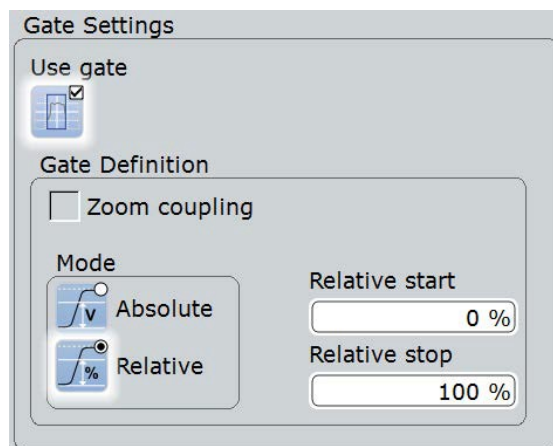 Gate Settings
Use gate
Gate Definition
Zoom coupling
Mode
V Absolute
% Relative
Relative start
0 %
Relative stop
100 %